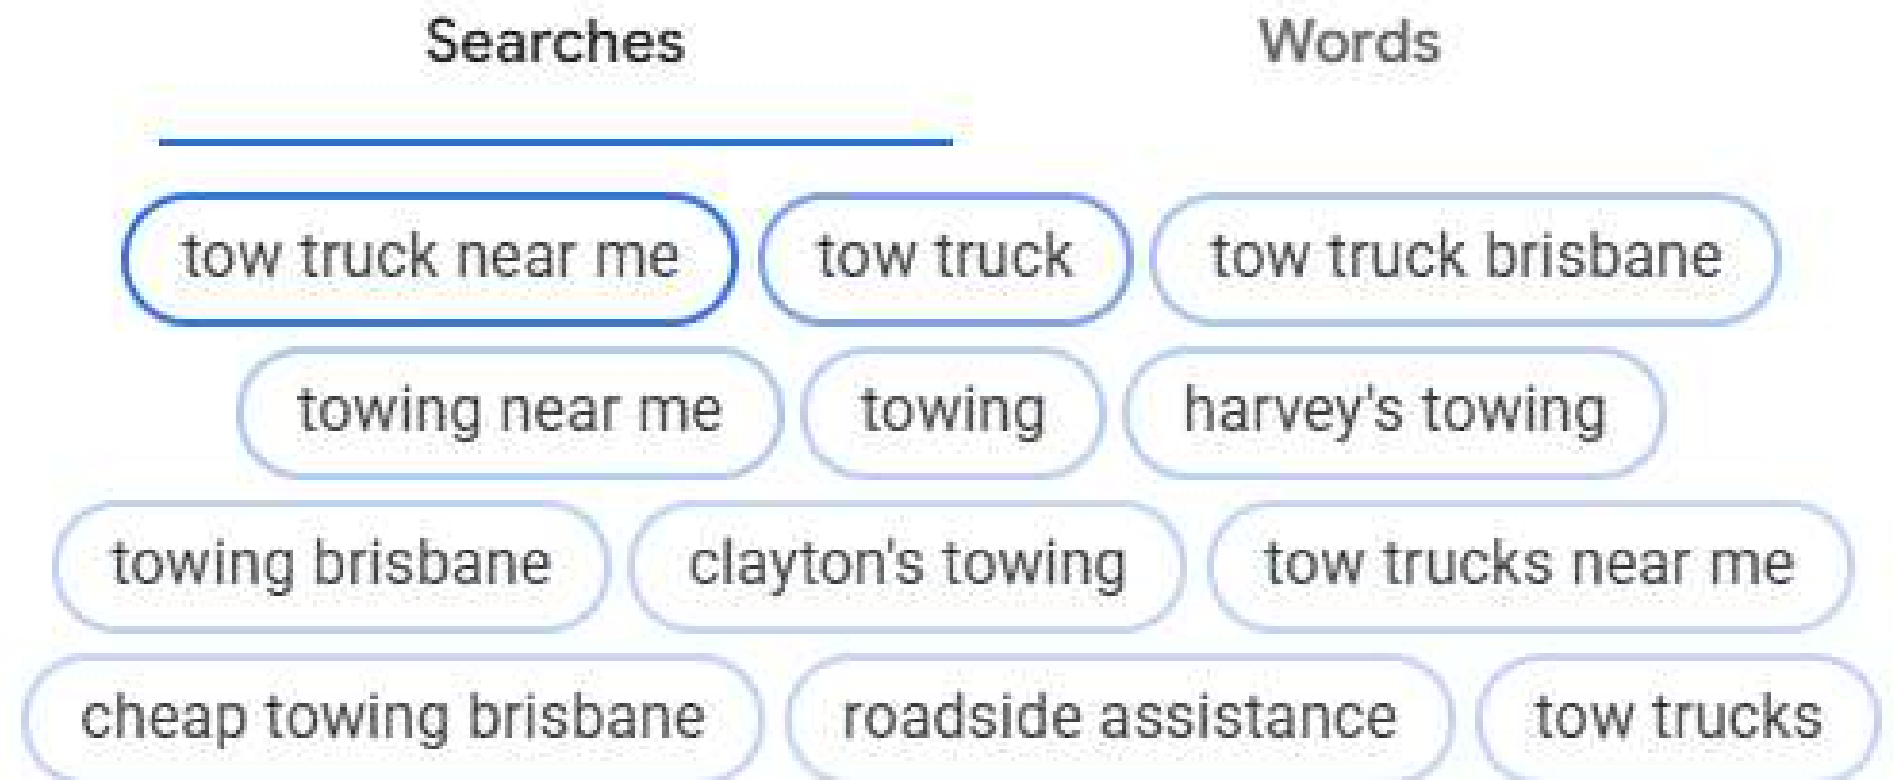 Searches Words
tow truck near me tow truck tow truck brisbane
towing near me towing harvey's towing
towing brisbane clayton's towing tow trucks near me
cheap towing brisbane roadside assistance tow trucks